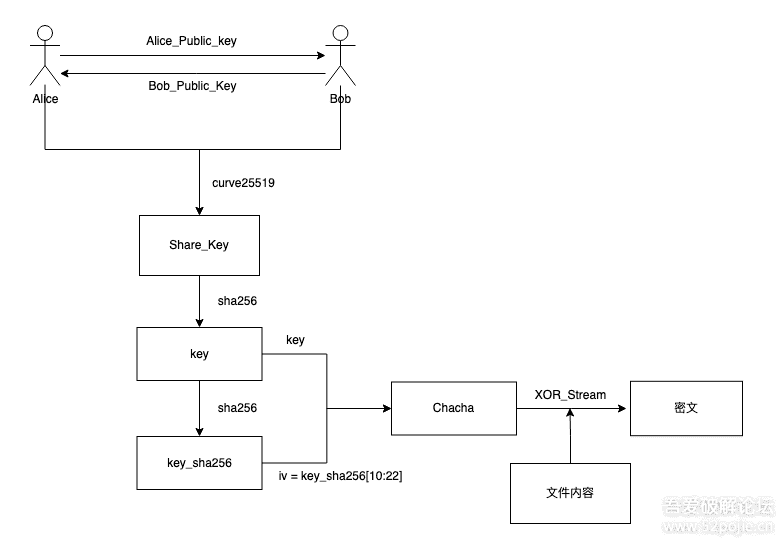 Alice_Public_key
Bob_Public_Key
Alice
Bob
curve25519
Share_Key
sha256
key
key
sha256
Chacha
XOR_Stream
密文
key_sha256
iv = key_sha256[10:22]
文件内容
吾爱破解论坛
www.52pojie.cn